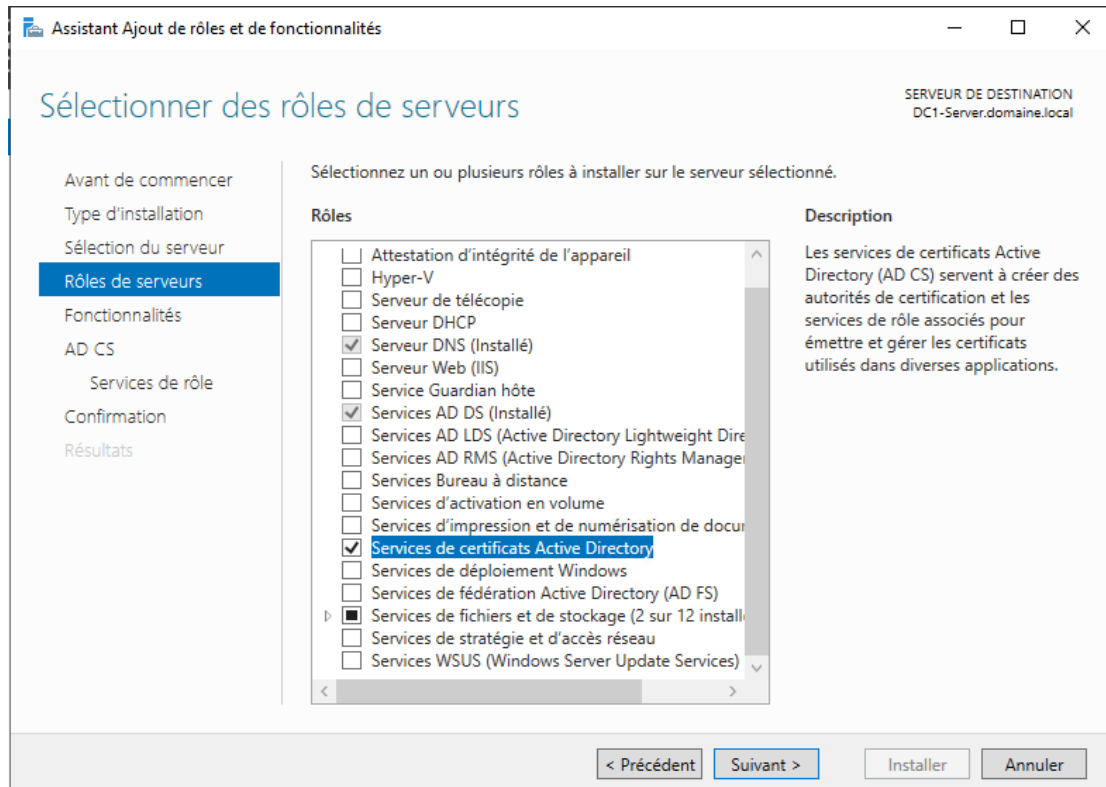 Assistant Ajout de rôles et de fonctionnalités
Sélectionner des rôles de serveurs
SERVEUR DE DESTINATION
DC1-Server.domaine.local
Avant de commencer
Type d'installation
Sélection du serveur
Rôles de serveurs
Fonctionnalités
AD CS
Services de rôle
Confirmation
Résultats
Sélectionnez un ou plusieurs rôles à installer sur le serveur sélectionné.
Rôles
Attestation d'intégrité de l'appareil
Hyper-V
Serveur de télécopie
Serveur DHCP
Serveur DNS (Installé)
Serveur Web (IIS)
Service Guardian hôte
Services AD DS (Installé)
Services AD LDS (Active Directory Lightweight Dire
Services AD RMS (Active Directory Rights Manager
Services Bureau à distance
Services d'activation en volume
Services d'impression et de numérisation de docur
Services de certificats Active Directory
Services de déploiement Windows
Services de fédération Active Directory (AD FS)
Services de fichiers et de stockage (2 sur 12 install
Services de stratégie et d'accès réseau
Services WSUS (Windows Server Update Services)
Description
Les services de certificats Active
Directory (AD CS) servent à créer des
autorités de certification et les
services de rôle associés pour
émettre et gérer les certificats
utilisés dans diverses applications.
< Précédent
Suivant >
Installer
Annuler